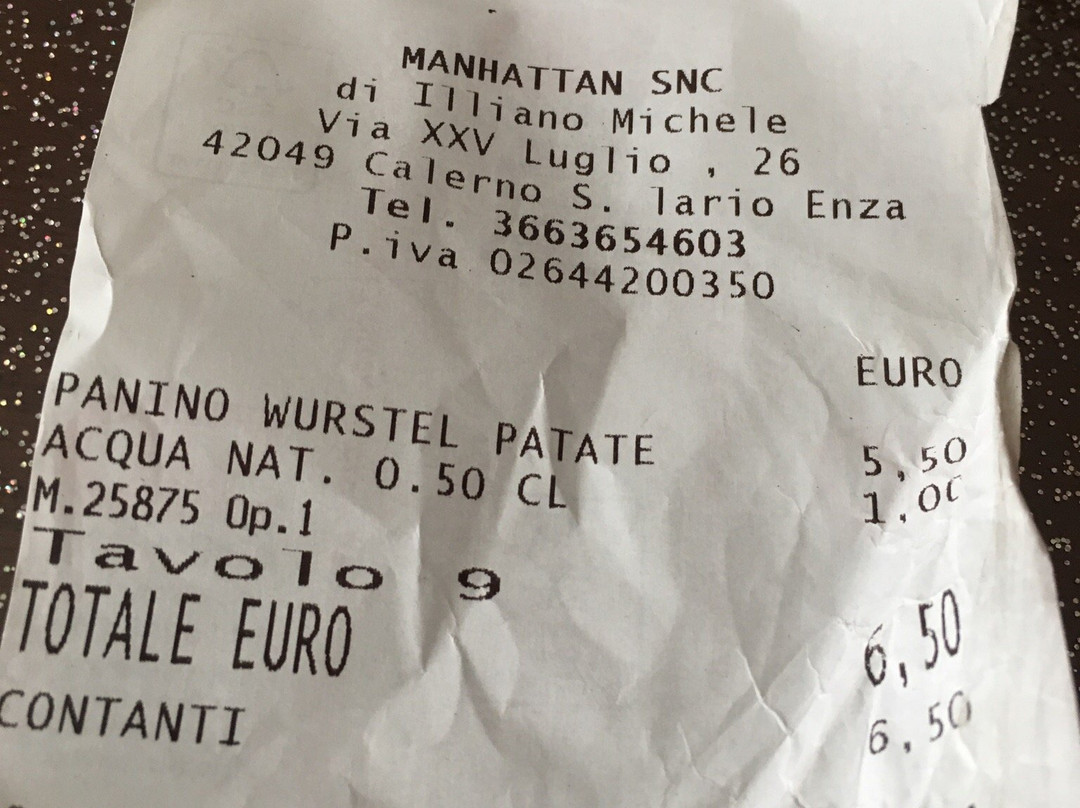 MANHATTAN SNC
di Illiano Michele
Via XXV Luglio , 26
42049 Calerno S. Ilario Enza
Tel. 3663654603
P.iva 02644200350
EURO
PANINO WURSTEL PATATE 5,50
ACQUA NAT. 0.50 CL 1,00
M.25875 Op.1
Tavolo 9
TOTALE EURO 6,50
CONTANTI 6,50